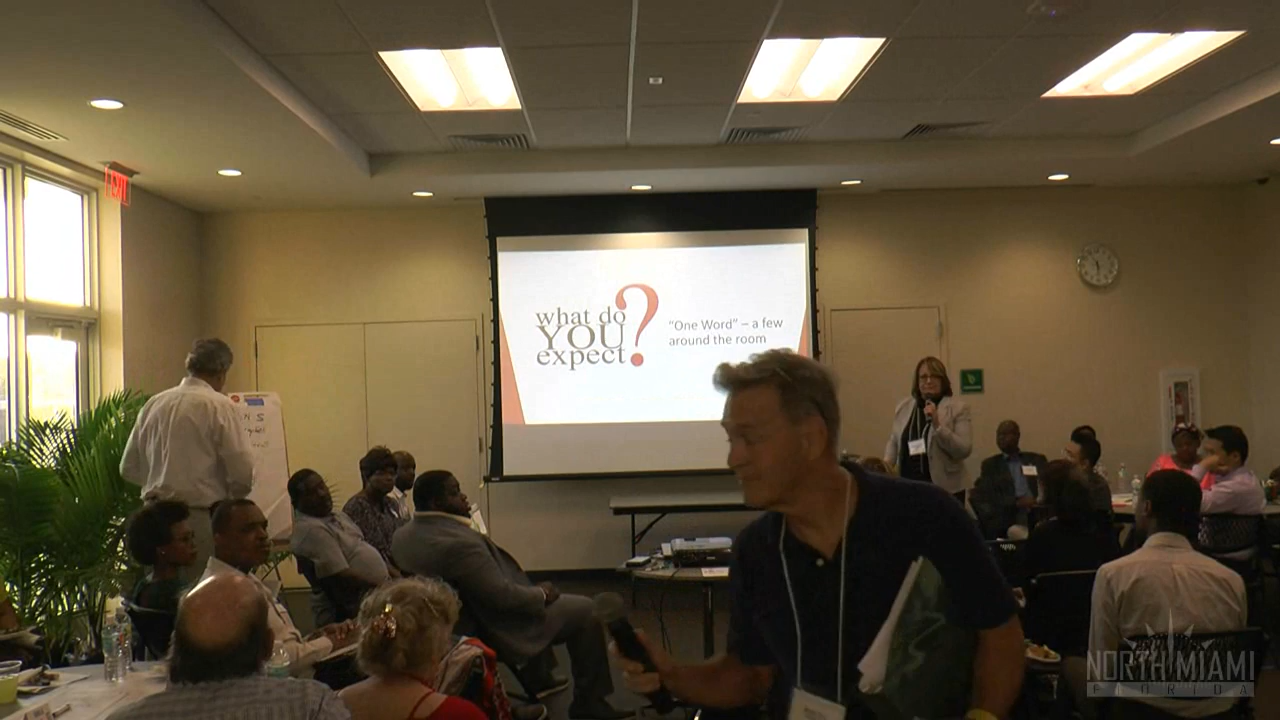 EXIT
what do
YOU
expect
?
"One Word" – a few
around the room
N S
NORTH MIAMI
FLORIDA